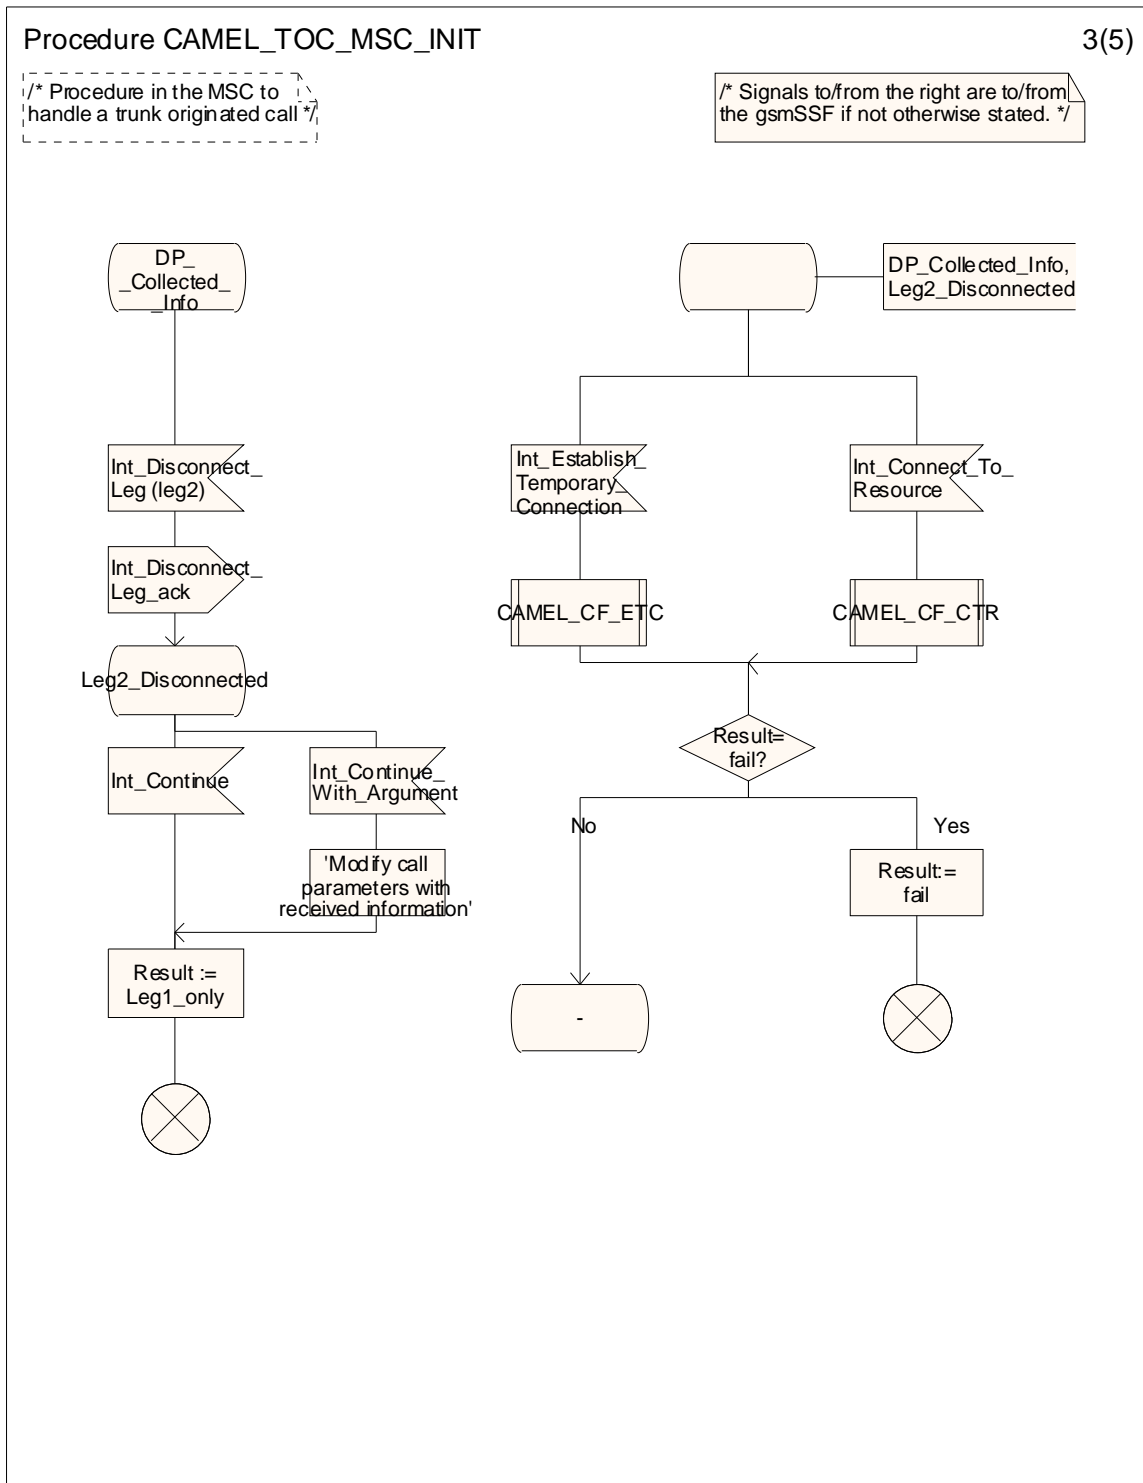 Procedure CAMEL_TOC_MSC_INIT
3(5)
/* Procedure in the MSC to
handle a trunk originated call */
/* Signals to/from the right are to/from
the gsmSSF if not otherwise stated. */
DP_
_Collected_
_Info
DP_Collected_Info,
Leg2_Disconnected
Int_Disconnect_
Leg (leg2)
Int_Establish_
Temporary_
Connection
Int_Connect_To_
Resource
Int_Disconnect_
Leg_ack
CAMEL_CF_ETC
CAMEL_CF_CTR
Leg2_Disconnected
Result=
fail?
Int_Continue
Int_Continue_
With_Argument
No
Yes
'Modify call
parameters with
received information'
Result:=
fail
Result :=
Leg1_only
-